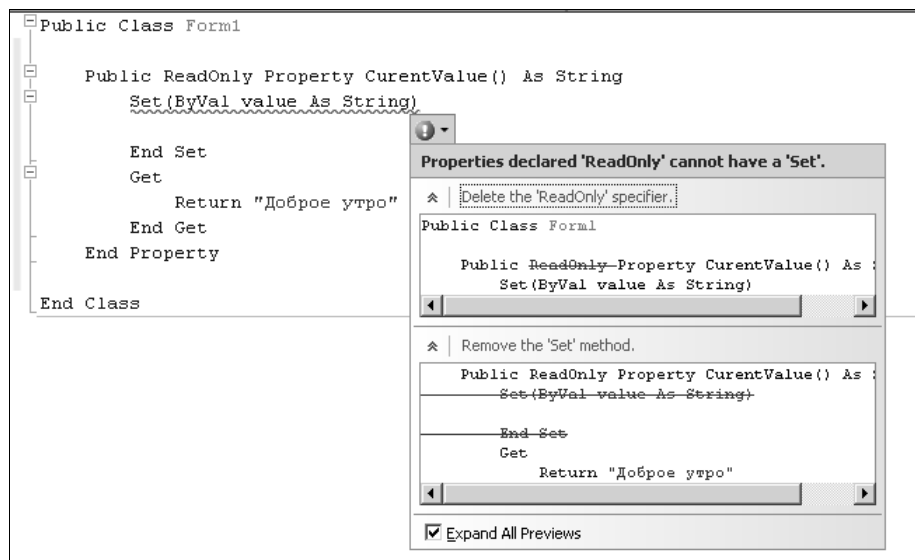 Public Class Form1
Public ReadOnly Property CurentValue() As String
Set(ByVal value As String)
End Set
Get
Return "Доброе утро"
End Get
End Property
End Class
Properties declared 'ReadOnly' cannot have a 'Set'.
Delete the 'ReadOnly' specifier.
Public Class Form1
Public ReadOnly Property CurentValue() As
Set(ByVal value As String)
Remove the 'Set' method.
Public ReadOnly Property CurentValue() As
Set(ByVal value As String)
End Set
Get
Return "Доброе утро"
Expand All Previews